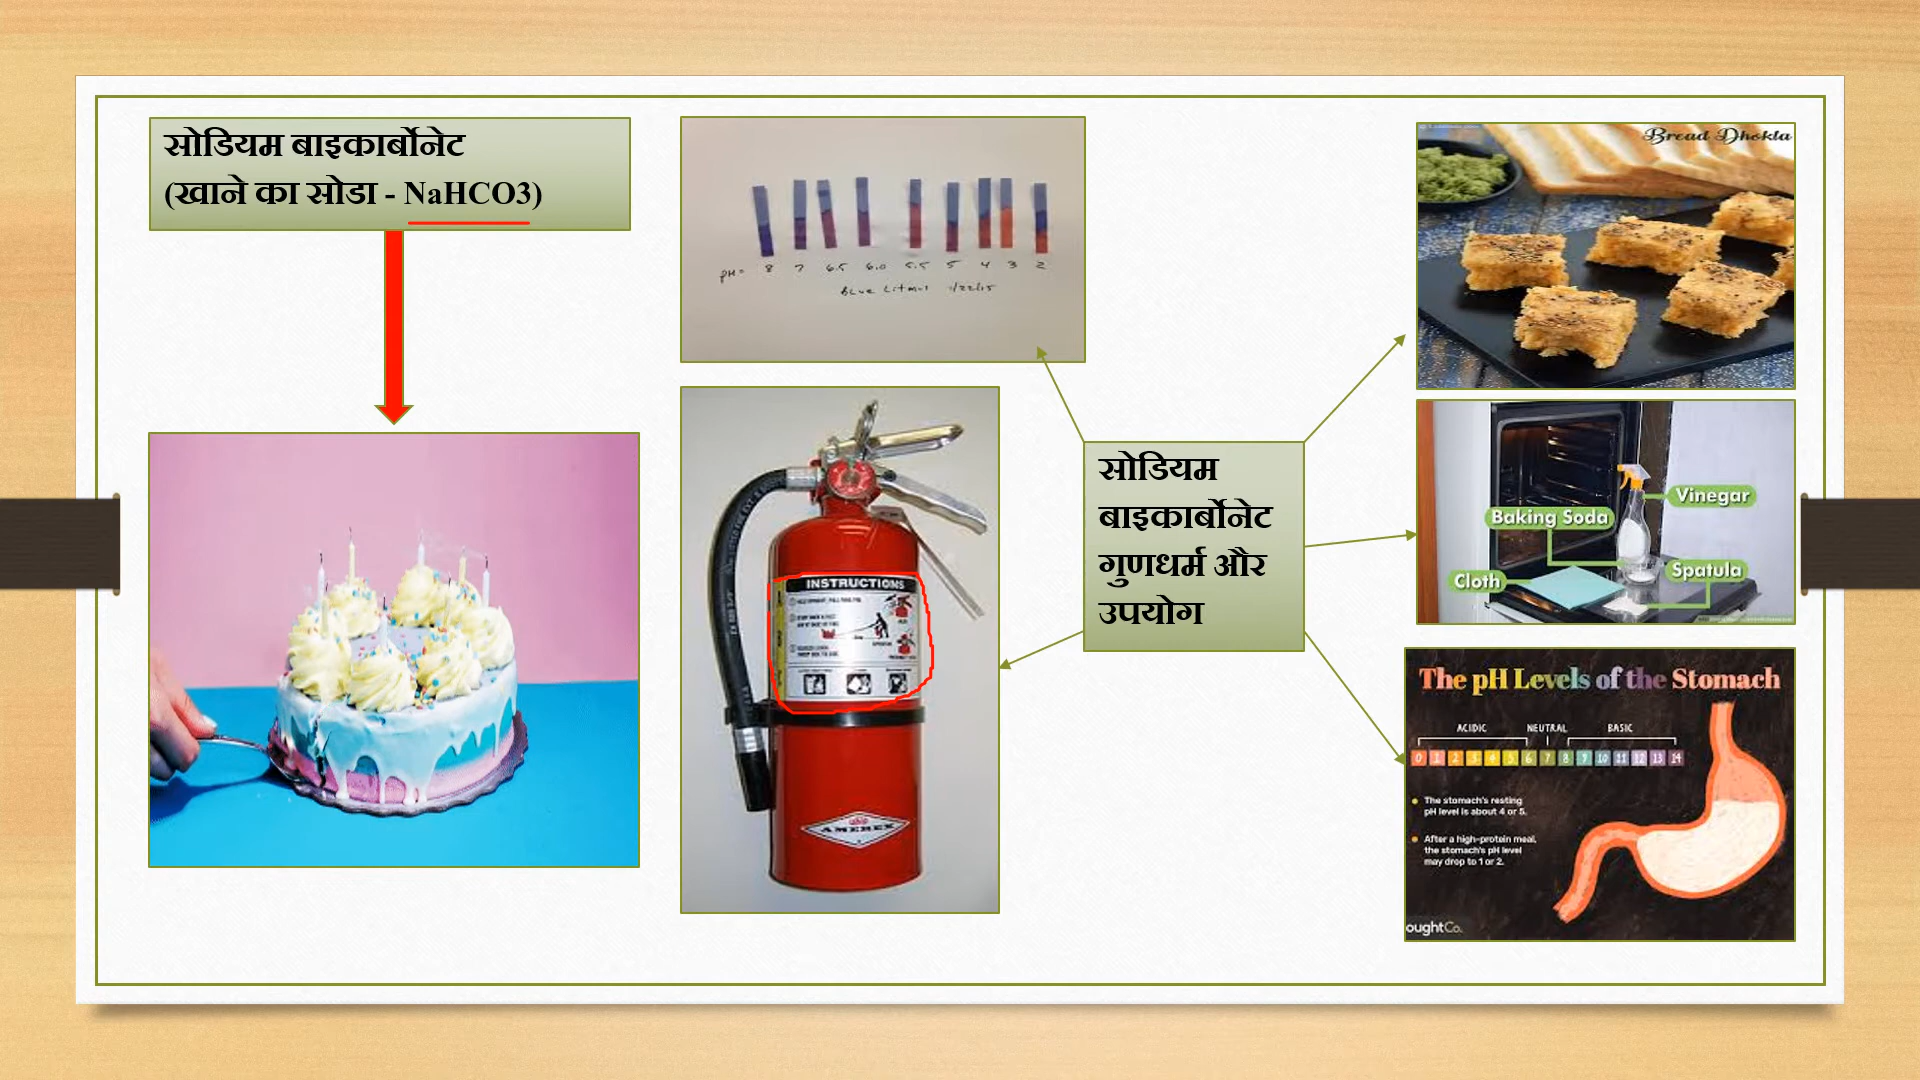 सोडियम बाइकार्बोनेट
(खाने का सोडा - NaHCO3)
pH= 8 7 6.5 6.0 5.5 5 4 3 2
Blue Litmus 1/22/15
INSTRUCTIONS
AMEREX
सोडियम
बाइकार्बोनेट
गुणधर्म और
उपयोग
Bread Dhokla
Vinegar
Baking Soda
Spatula
Cloth
The pH Levels of the Stomach
ACIDIC NEUTRAL BASIC
0 1 2 3 4 5 6 7 8 9 10 11 12 13 14
The stomach's resting
pH level is about 4 or 5.
After a high-protein meal,
the stomach's pH level
may drop to 1 or 2.
oughtCo.